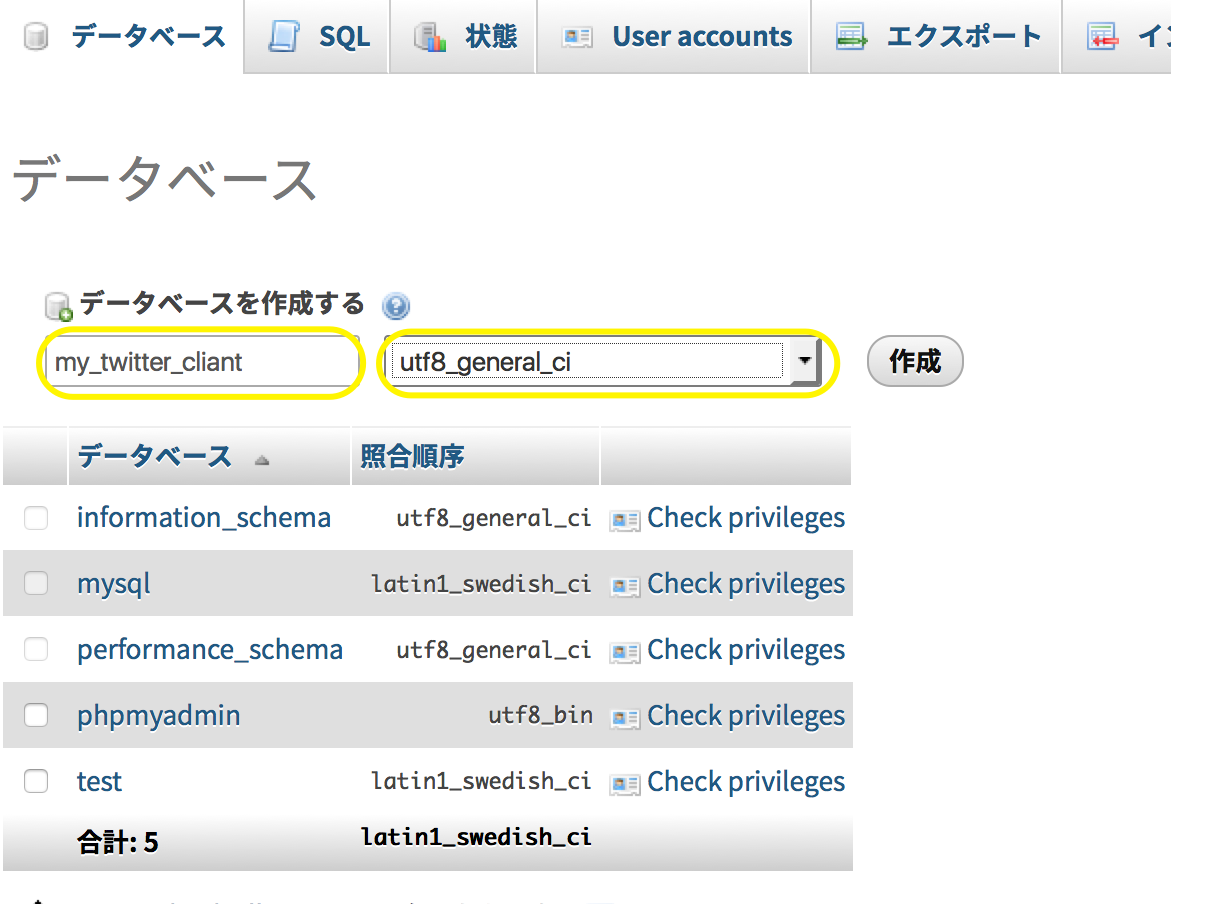 データベース SQL 状態 User accounts エクスポート
データベース
データベースを作成する
my_twitter_cliant utf8_general_ci 作成
データベース 照合順序
information_schema utf8_general_ci Check privileges
mysql latin1_swedish_ci Check privileges
performance_schema utf8_general_ci Check privileges
phpmyadmin utf8_bin Check privileges
test latin1_swedish_ci Check privileges
合計: 5 latin1_swedish_ci